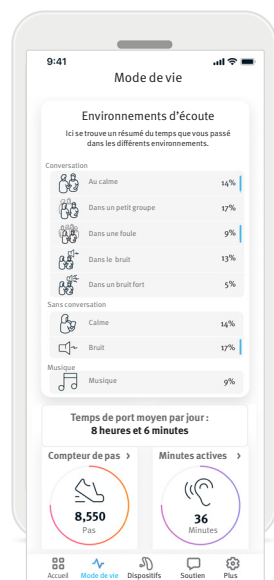 9:41
Mode de vie
Environnements d'écoute
Ici se trouve un résumé du temps que vous passé
dans les différents environnements.
Conversation
Au calme 14%
Dans un petit groupe 17%
Dans une foule 9%
Dans le bruit 13%
Dans un bruit fort 5%
Sans conversation
Calme 14%
Bruit 17%
Musique
Musique 9%
Temps de port moyen par jour :
8 heures et 6 minutes
Compteur de pas > Minutes actives >
8,550 36
Pas Minutes
Accueil Mode de vie Dispositifs Soutien Plus